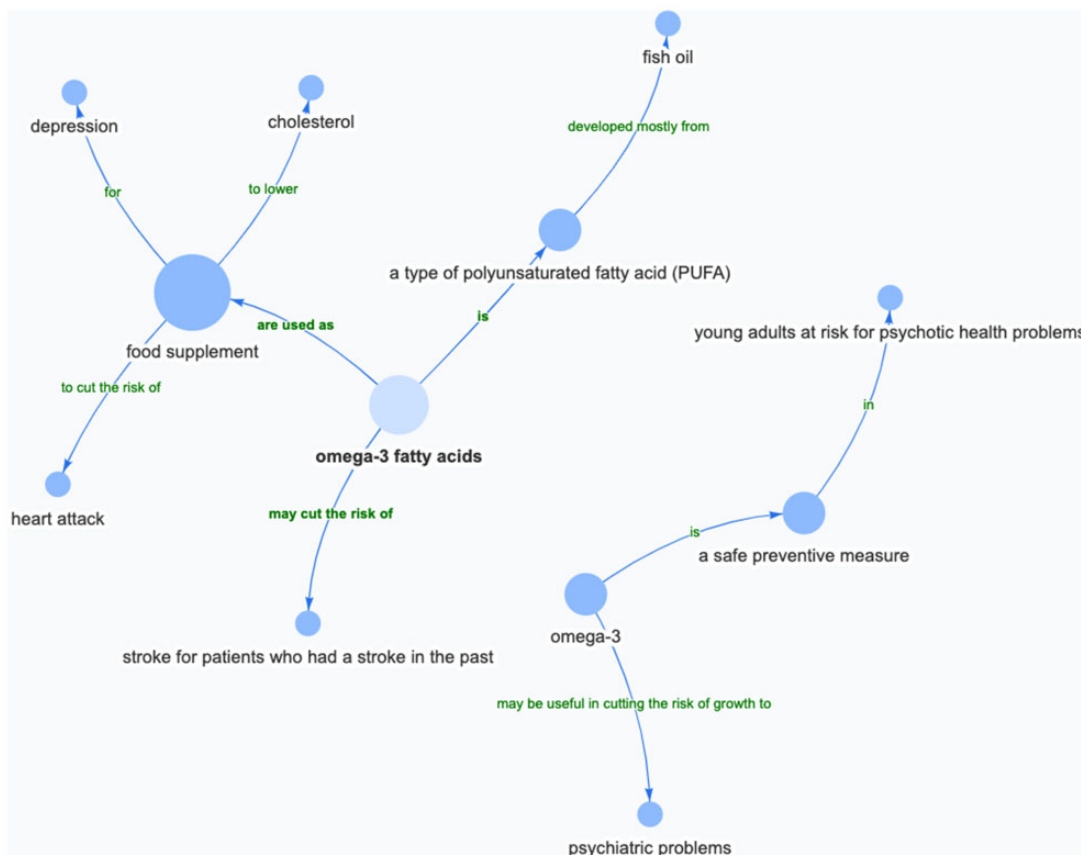 fish oil
depression
cholesterol
developed mostly from
for
to lower
a type of polyunsaturated fatty acid (PUFA)
are used as
is
young adults at risk for psychotic health problems
food supplement
to cut the risk of
in
omega-3 fatty acids
heart attack
may cut the risk of
is
a safe preventive measure
omega-3
stroke for patients who had a stroke in the past
may be useful in cutting the risk of growth to
psychiatric problems